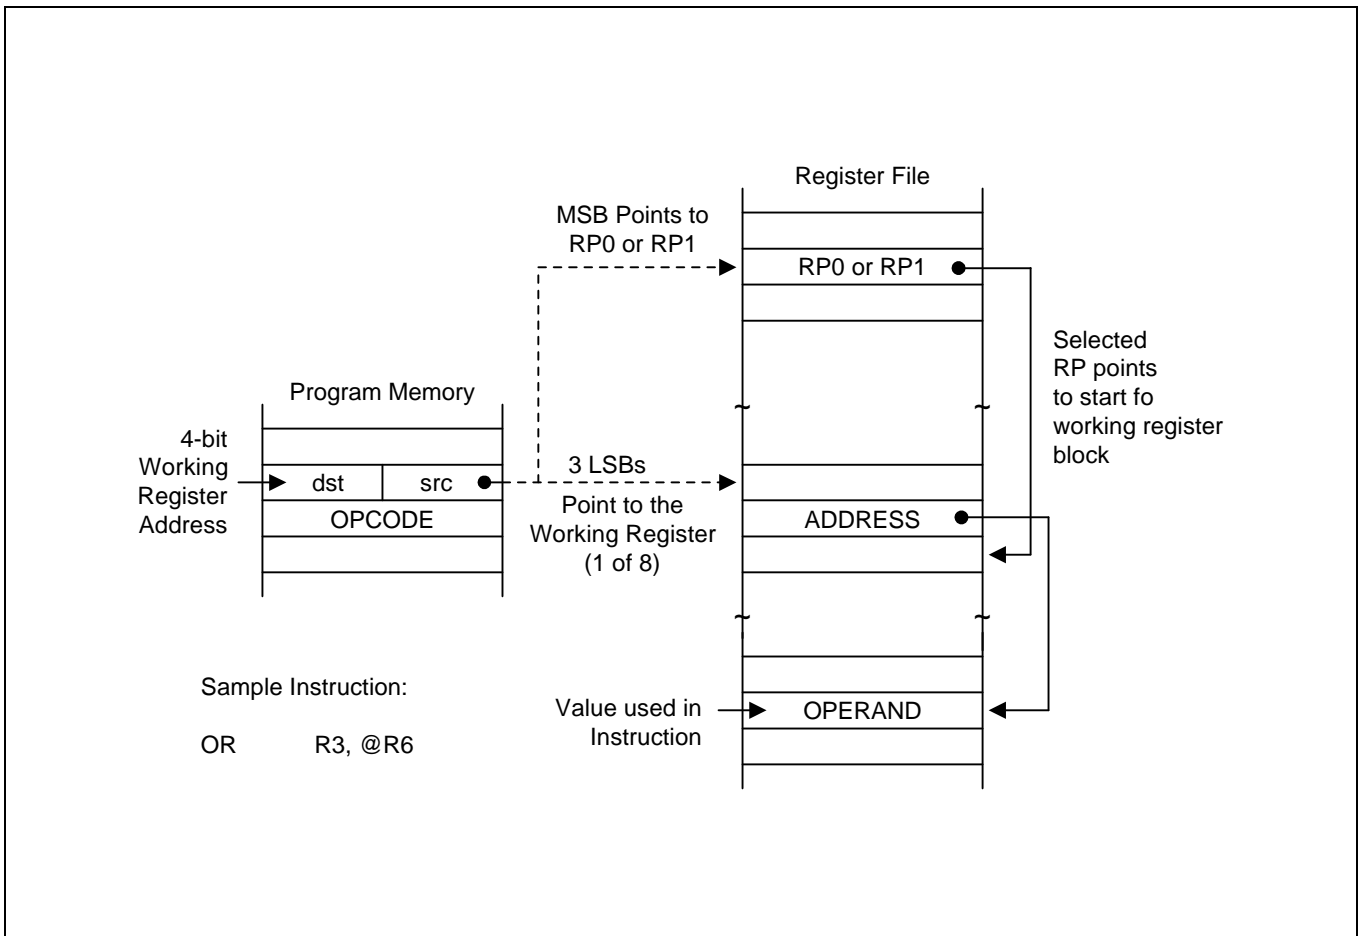 Register File
MSB Points to
RP0 or RP1
RP0 or RP1
Selected
RP points
to start fo
working register
block
Program Memory
4-bit
Working
Register
Address
dst
src
OPCODE
3 LSBs
Point to the
Working Register
(1 of 8)
ADDRESS
~
~
~
~
Sample Instruction:
OR R3, @R6
Value used in
Instruction
OPERAND